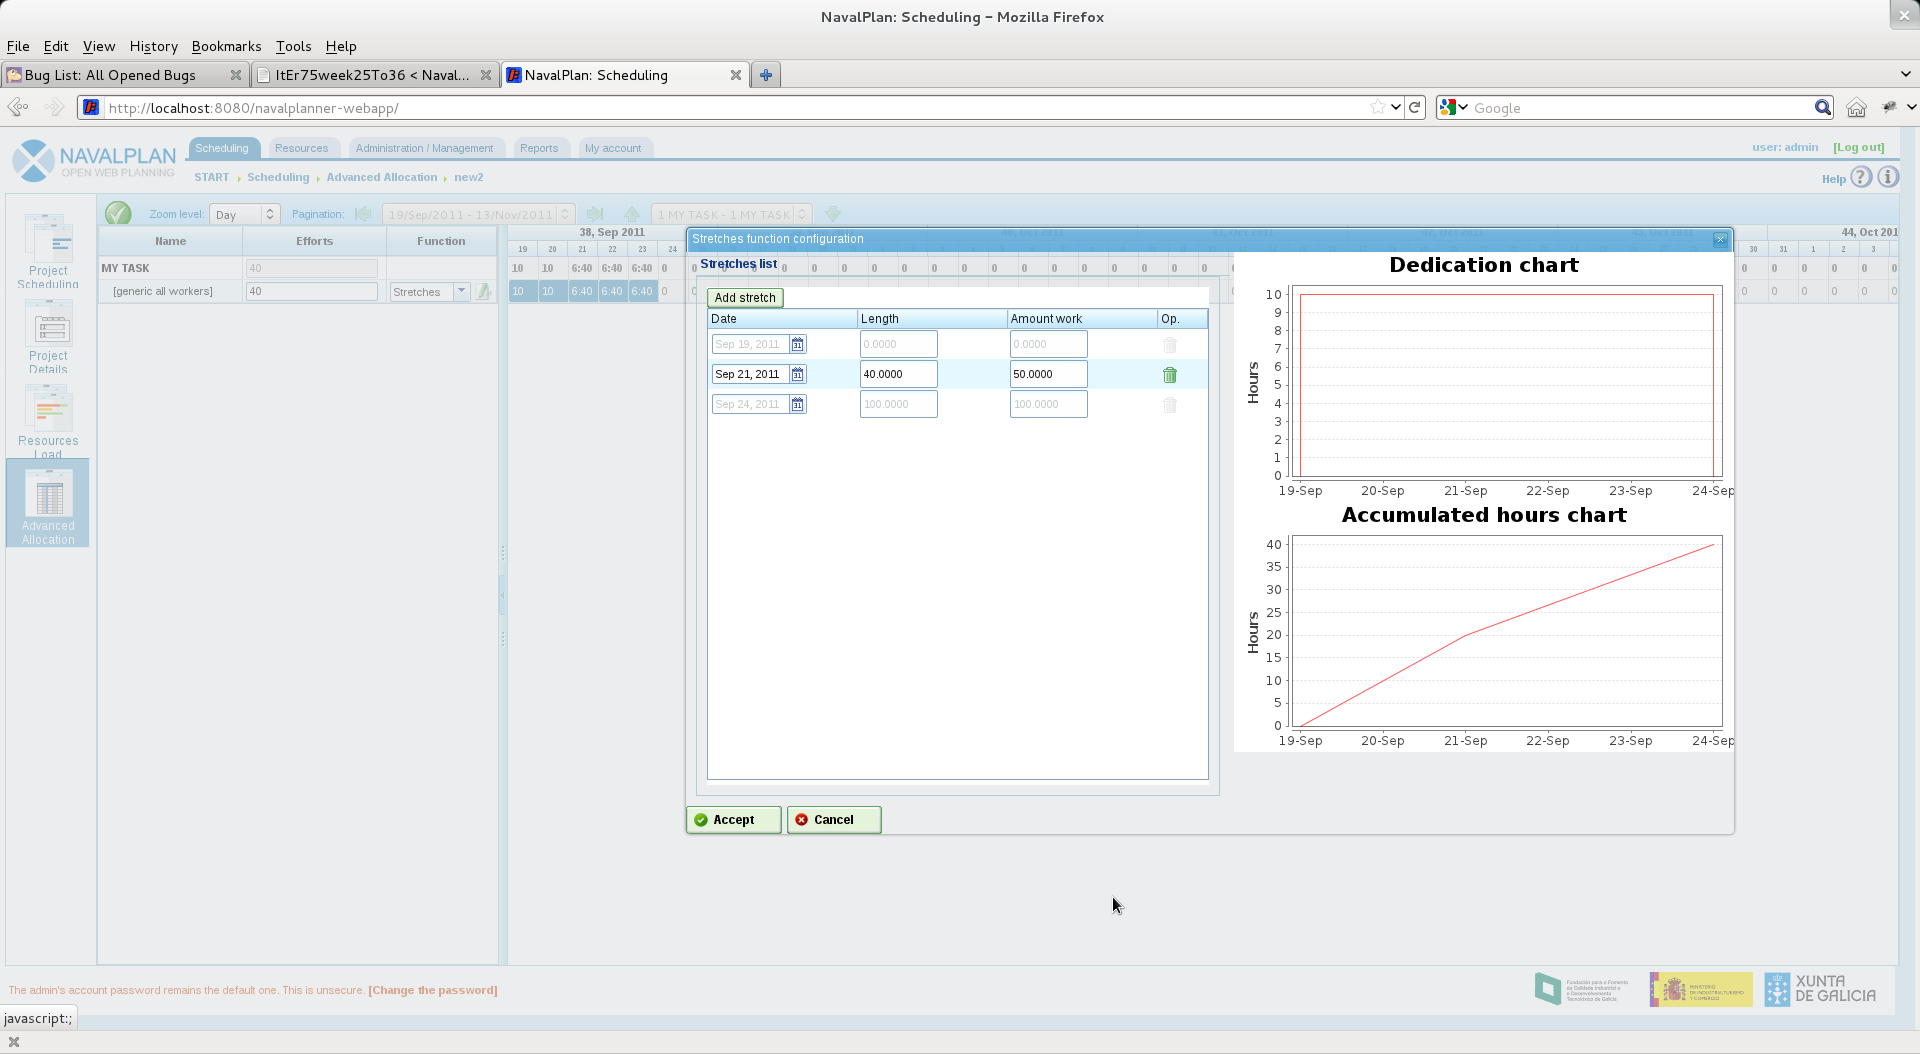 NavalPlan: Scheduling - Mozilla Firefox
File Edit View History Bookmarks Tools Help
Bug List: All Opened Bugs
ItEr75week25To36 < Naval...
NavalPlan: Scheduling
http://localhost:8080/navalplanner-webapp/
Google
NAVALPLAN
OPEN WEB PLANNING
Scheduling Resources Administration / Management Reports My account
user: admin [Log out]
START Scheduling Advanced Allocation new2
Help
Project Scheduling
Project Details
Resources Load
Advanced Allocation
Zoom level: Day Pagination: 19/Sep/2011 - 13/Nov/2011 1 MY TASK - 1 MY TASK
Name Efforts Function
38, Sep 2011
44, Oct 201
19 20 21 22 23 24
30 31 1 2 3
MY TASK 40
10 10 6:40 6:40 6:40 0 0
[generic all workers] 40 Stretches
10 10 6:40 6:40 6:40 0 0
Stretches function configuration
Stretches list
Add stretch
Date Length Amount work Op.
Sep 19, 2011 0.0000 0.0000
Sep 21, 2011 40.0000 50.0000
Sep 24, 2011 100.0000 100.0000
Accept Cancel
Dedication chart
Hours
10
9
8
7
6
5
4
3
2
1
0
19-Sep 20-Sep 21-Sep 22-Sep 23-Sep 24-Sep
Accumulated hours chart
Hours
40
35
30
25
20
15
10
5
0
19-Sep 20-Sep 21-Sep 22-Sep 23-Sep 24-Sep
The admin's account password remains the default one. This is unsecure. [Change the password]
XUNTA
DE GALICIA
javascript:;